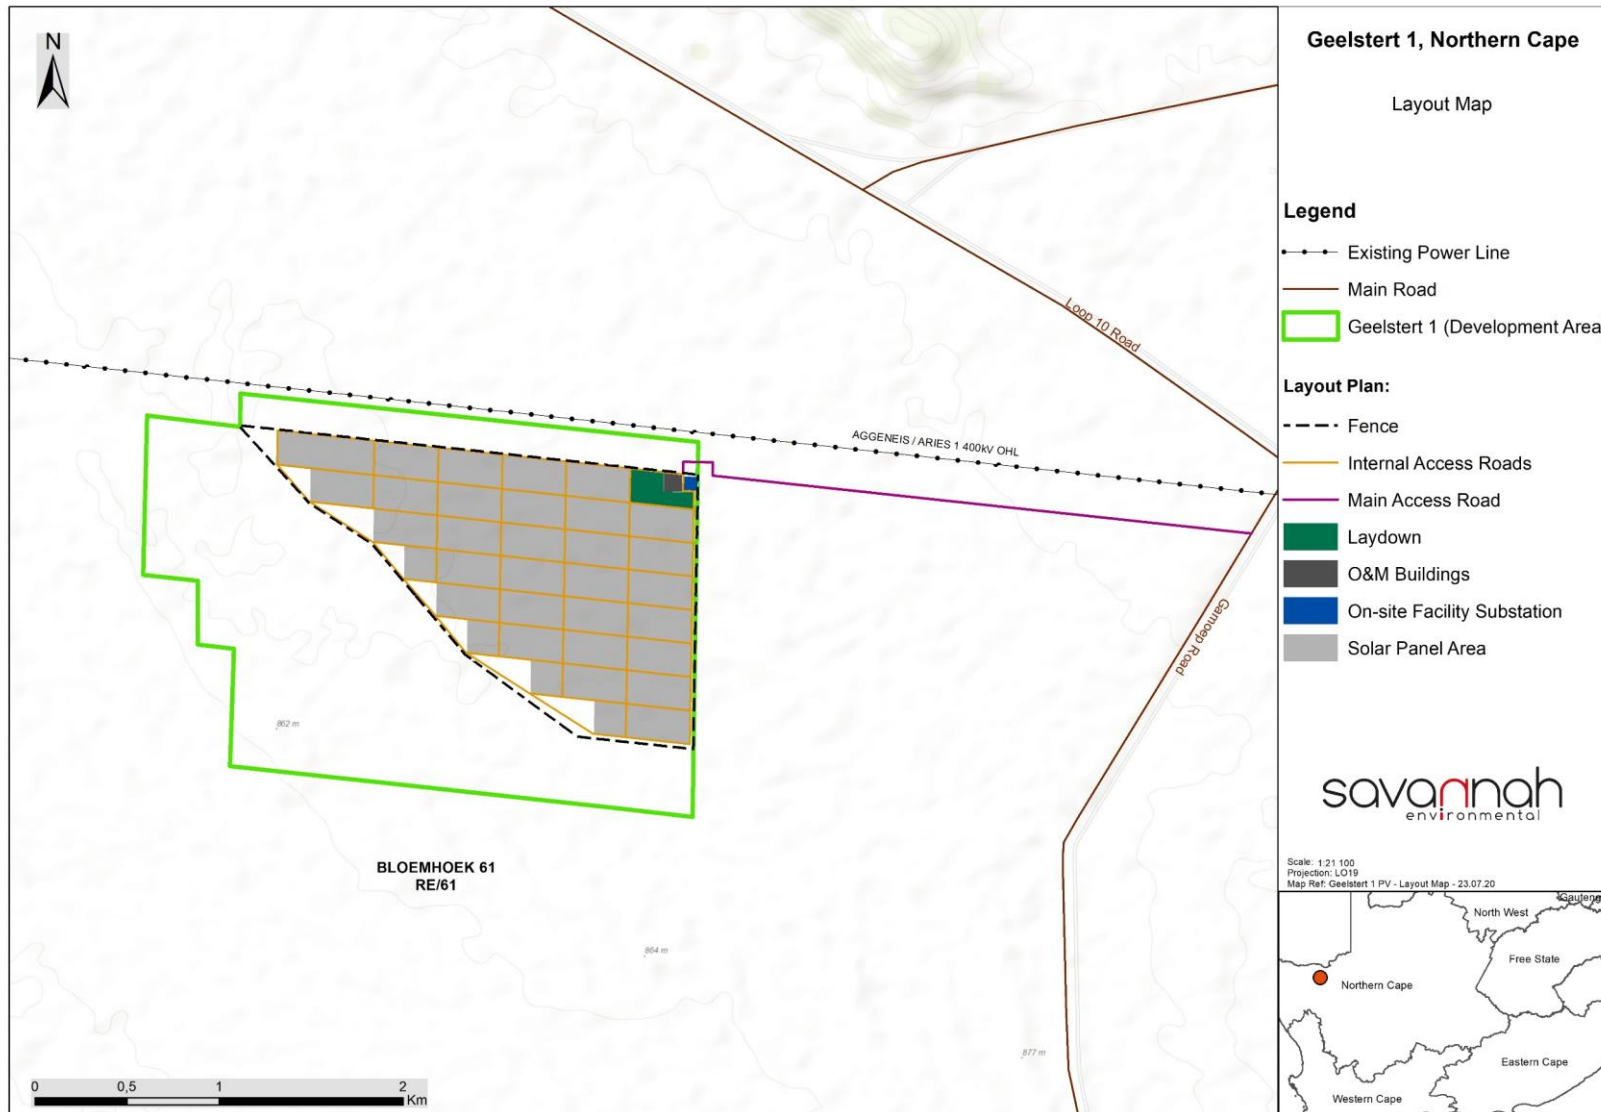 N
Loop 10 Road
AGGENEIS / ARIES 1 400kV OHL
Gamoep Road
862 m
BLOEMHOEK 61
RE/61
864 m
877 m
0 0,5 1 2
Km
Geelstert 1, Northern Cape
Layout Map
Legend
Existing Power Line
Main Road
Geelstert 1 (Development Area
Layout Plan:
Fence
Internal Access Roads
Main Access Road
Laydown
O&M Buildings
On-site Facility Substation
Solar Panel Area
savannah
environmental
Scale: 1:21 100
Projection: LO19
Map Ref: Geelstert 1 PV - Layout Map - 23.07.20
Gauteng
North West
Free State
Northern Cape
Eastern Cape
Western Cape